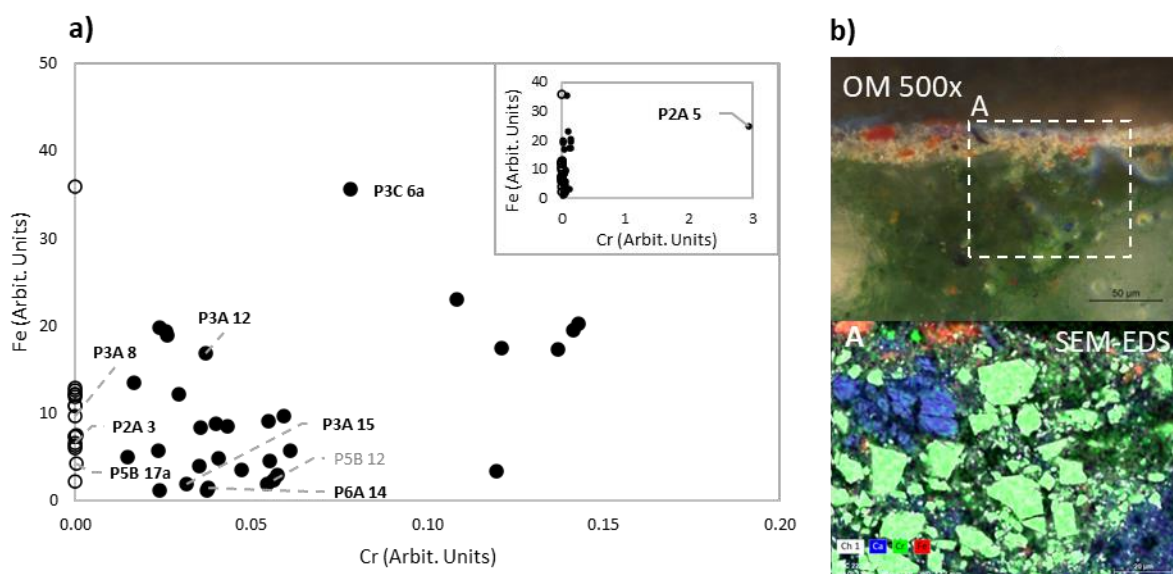 a)
50
40
30
20
10
0
Fe (Arbit. Units)
0.00 0.05 0.10 0.15 0.20
Cr (Arbit. Units)
P3C 6a
P3A 12
P3A 8
P3A 15
P2A 3
P5B 12
P5B 17a
P6A 14
40
30
20
10
0
Fe (Arbit. Units)
P2A 5
0 1 2 3
Cr (Arbit. Units)
b)
OM 500x
A
50 µm
A
SEM-EDS
Ch 1 Ca Cr Fe